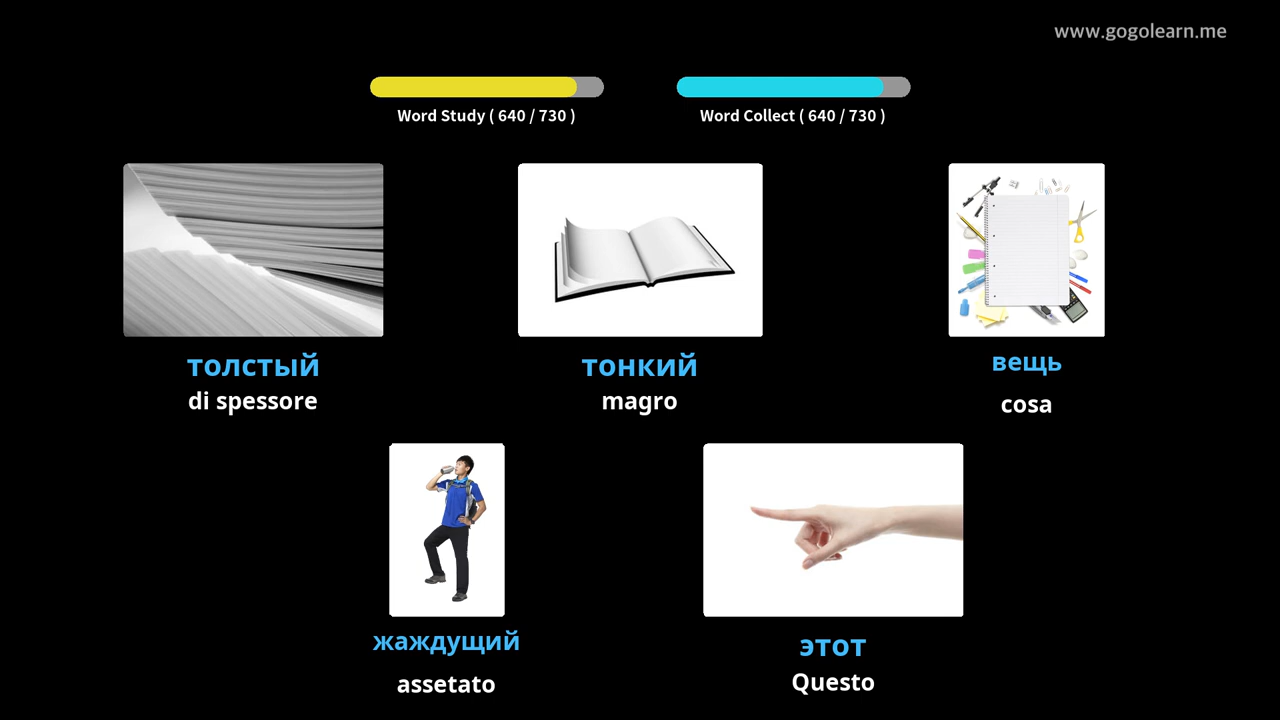 www.gogolearn.me
Word Study ( 640 / 730 )
Word Collect ( 640 / 730 )
толстый
di spessore
тонкий
magro
вещь
cosa
жаждущий
assetato
этот
Questo